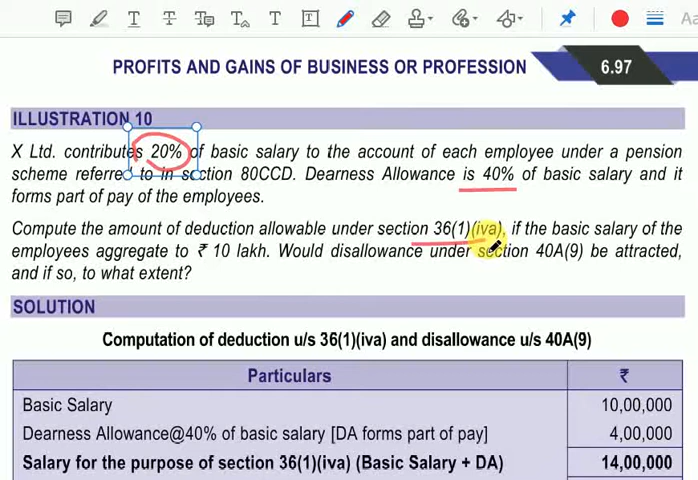 PROFITS AND GAINS OF BUSINESS OR PROFESSION 6.97
ILLUSTRATION 10
X Ltd. contributes 20% of basic salary to the account of each employee under a pension
scheme referred to in section 80CCD. Dearness Allowance is 40% of basic salary and it
forms part of pay of the employees.
Compute the amount of deduction allowable under section 36(1)(iva), if the basic salary of the
employees aggregate to ₹ 10 lakh. Would disallowance under section 40A(9) be attracted,
and if so, to what extent?
SOLUTION
Computation of deduction u/s 36(1)(iva) and disallowance u/s 40A(9)
Particulars ₹
Basic Salary 10,00,000
Dearness Allowance@40% of basic salary [DA forms part of pay] 4,00,000
Salary for the purpose of section 36(1)(iva) (Basic Salary + DA) 14,00,000